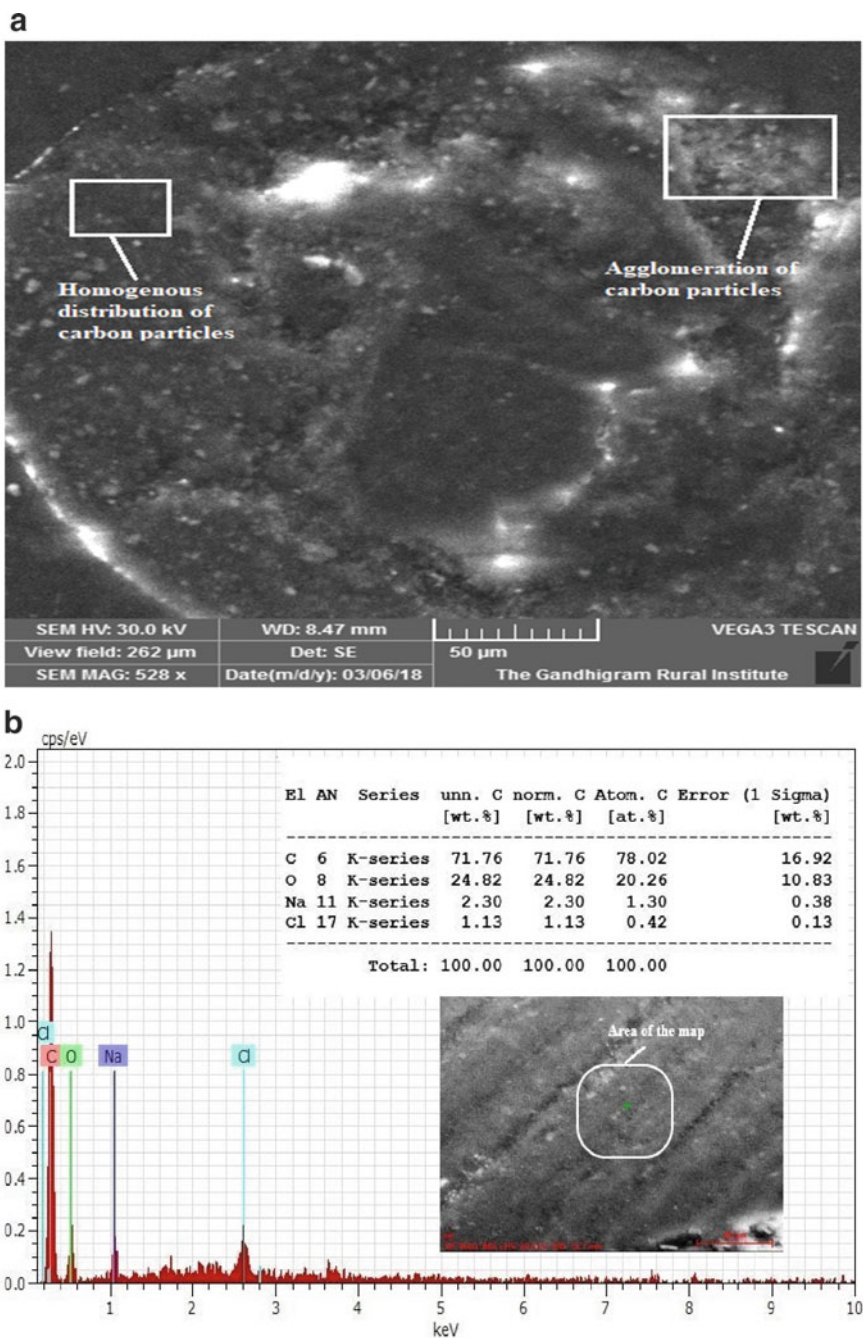 a
Homogenous
distribution of
carbon particles
Agglomeration of
carbon particles
SEM HV: 30.0 kV
WD: 8.47 mm
VEGA3 TESCAN
View field: 262 µm
Det: SE
50 µm
SEM MAG: 528 x
Date(m/d/y): 03/06/18
The Gandhigram Rural Institute
b
cps/eV
El AN Series unn. C norm. C Atom. C Error (1 Sigma)
[wt.%] [wt.%] [at.%] [wt.%]
C 6 K-series 71.76 71.76 78.02 16.92
O 8 K-series 24.82 24.82 20.26 10.83
Na 11 K-series 2.30 2.30 1.30 0.38
Cl 17 K-series 1.13 1.13 0.42 0.13
Total: 100.00 100.00 100.00
Area of the map
2.0
1.8
1.6
1.4
1.2
1.0
0.8
0.6
0.4
0.2
0.0
Cl
C O Na Cl
1 2 3 4 5 6 7 8 9 10
keV